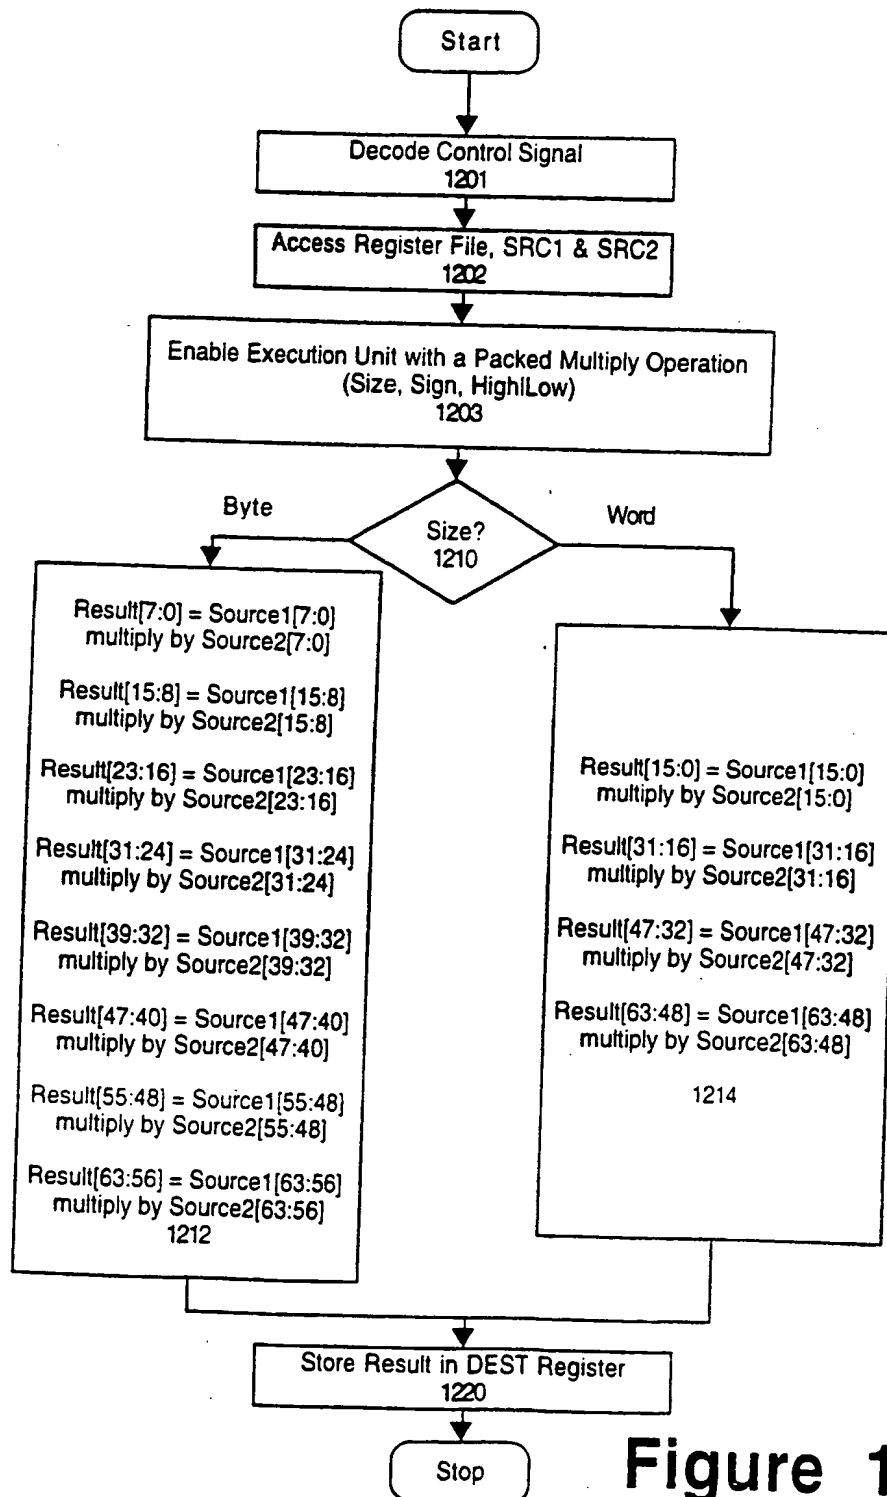 Start
Decode Control Signal
1201
Access Register File, SRC1 & SRC2
1202
Enable Execution Unit with a Packed Multiply Operation
(Size, Sign, High|Low)
1203
Size?
1210
Byte
Word
Result[7:0] = Source1[7:0]
multiply by Source2[7:0]
Result[15:8] = Source1[15:8]
multiply by Source2[15:8]
Result[23:16] = Source1[23:16]
multiply by Source2[23:16]
Result[31:24] = Source1[31:24]
multiply by Source2[31:24]
Result[39:32] = Source1[39:32]
multiply by Source2[39:32]
Result[47:40] = Source1[47:40]
multiply by Source2[47:40]
Result[55:48] = Source1[55:48]
multiply by Source2[55:48]
Result[63:56] = Source1[63:56]
multiply by Source2[63:56]
1212
Result[15:0] = Source1[15:0]
multiply by Source2[15:0]
Result[31:16] = Source1[31:16]
multiply by Source2[31:16]
Result[47:32] = Source1[47:32]
multiply by Source2[47:32]
Result[63:48] = Source1[63:48]
multiply by Source2[63:48]
1214
Store Result in DEST Register
1220
Stop
Figure 1